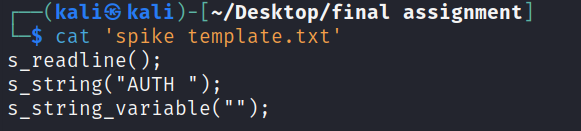 ┌──(kali㉿kali)-[~/Desktop/final assignment]
└─$ cat 'spike template.txt'
s_readline();
s_string("AUTH ");
s_string_variable("");